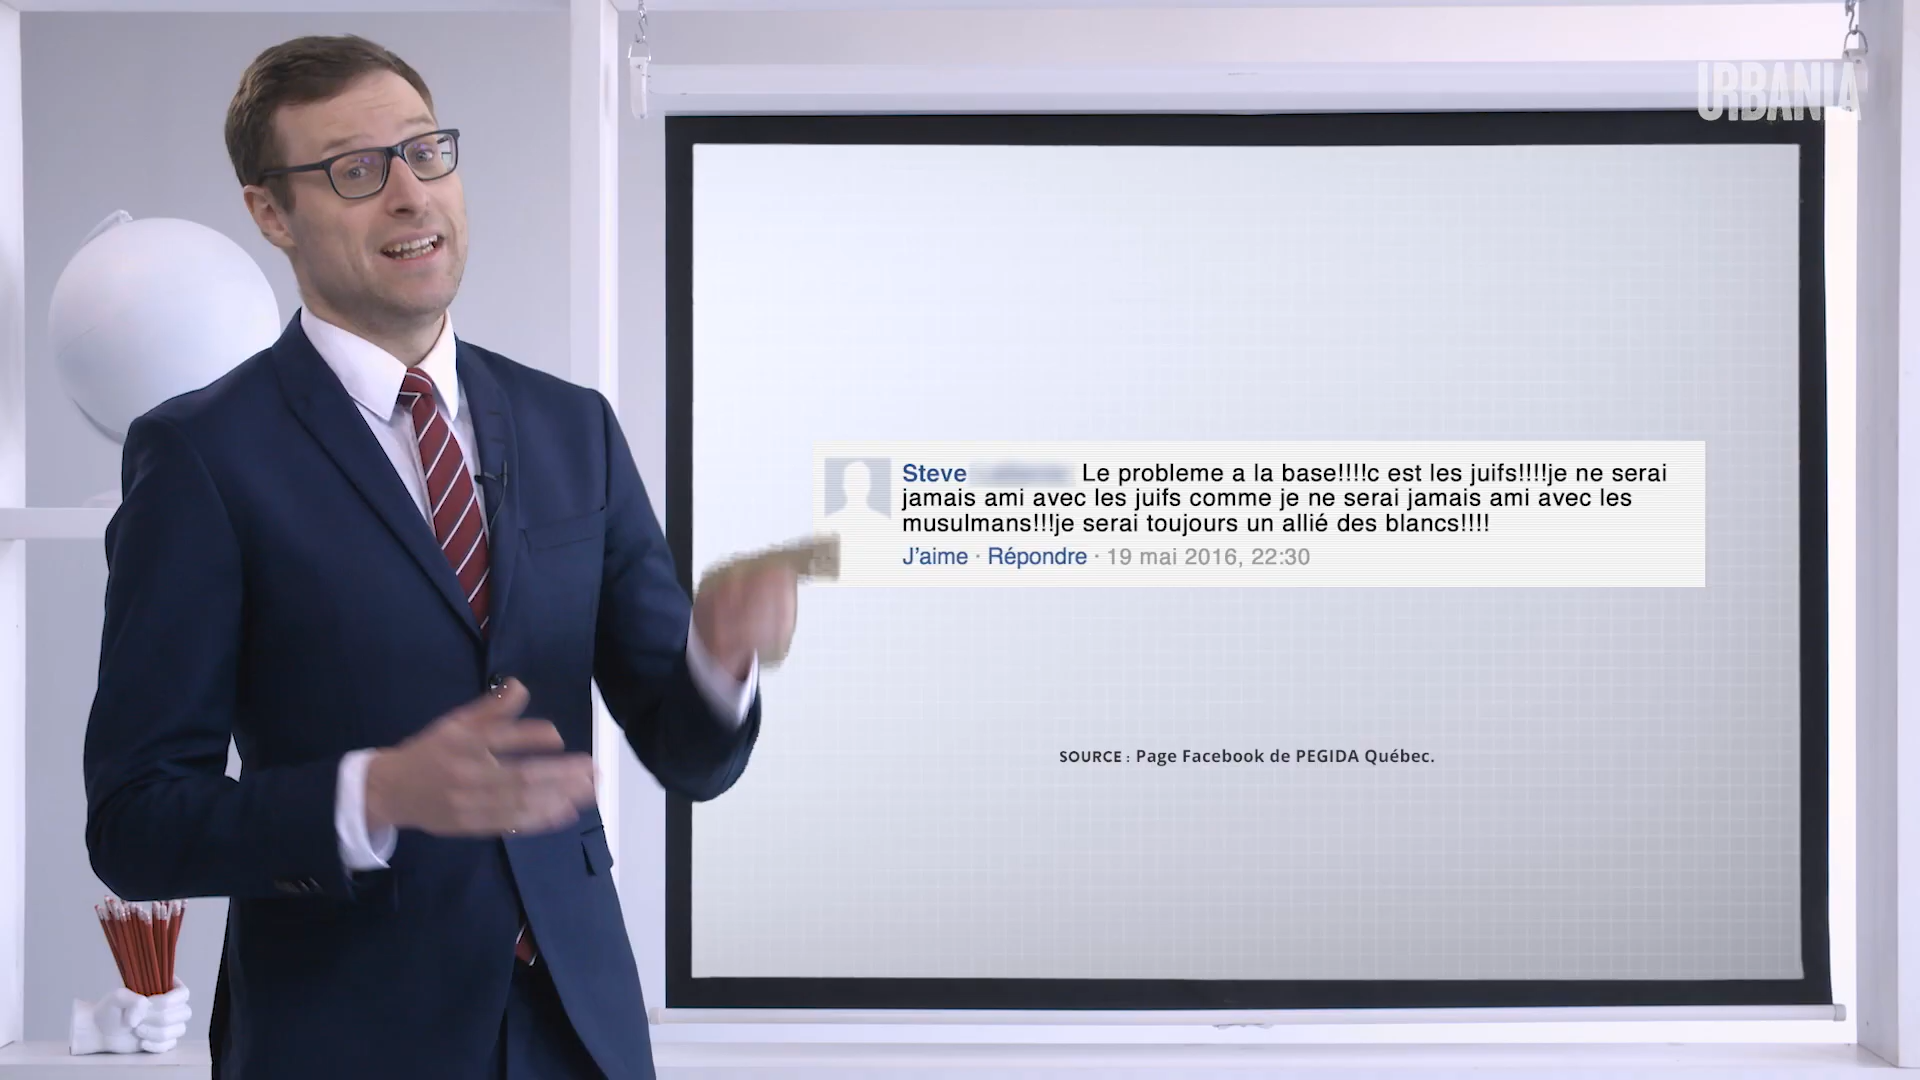 URBANIA
Steve Le probleme a la base!!!!c est les juifs!!!!je ne serai
jamais ami avec les juifs comme je ne serai jamais ami avec les
musulmans!!!je serai toujours un allié des blancs!!!!
J'aime · Répondre · 19 mai 2016, 22:30
SOURCE : Page Facebook de PEGIDA Québec.